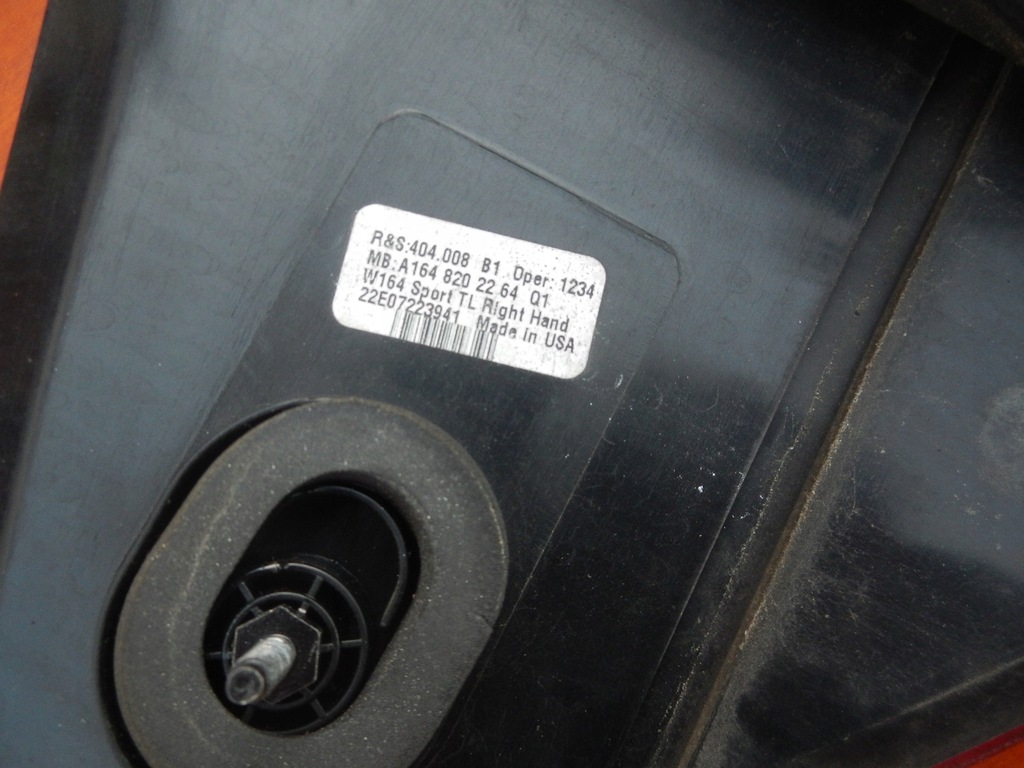 R&S:404.008 B1 Oper: 1234
MB:A164 820 22 64 Q1
W164 Sport TL Right Hand
22E07223941 Made in USA